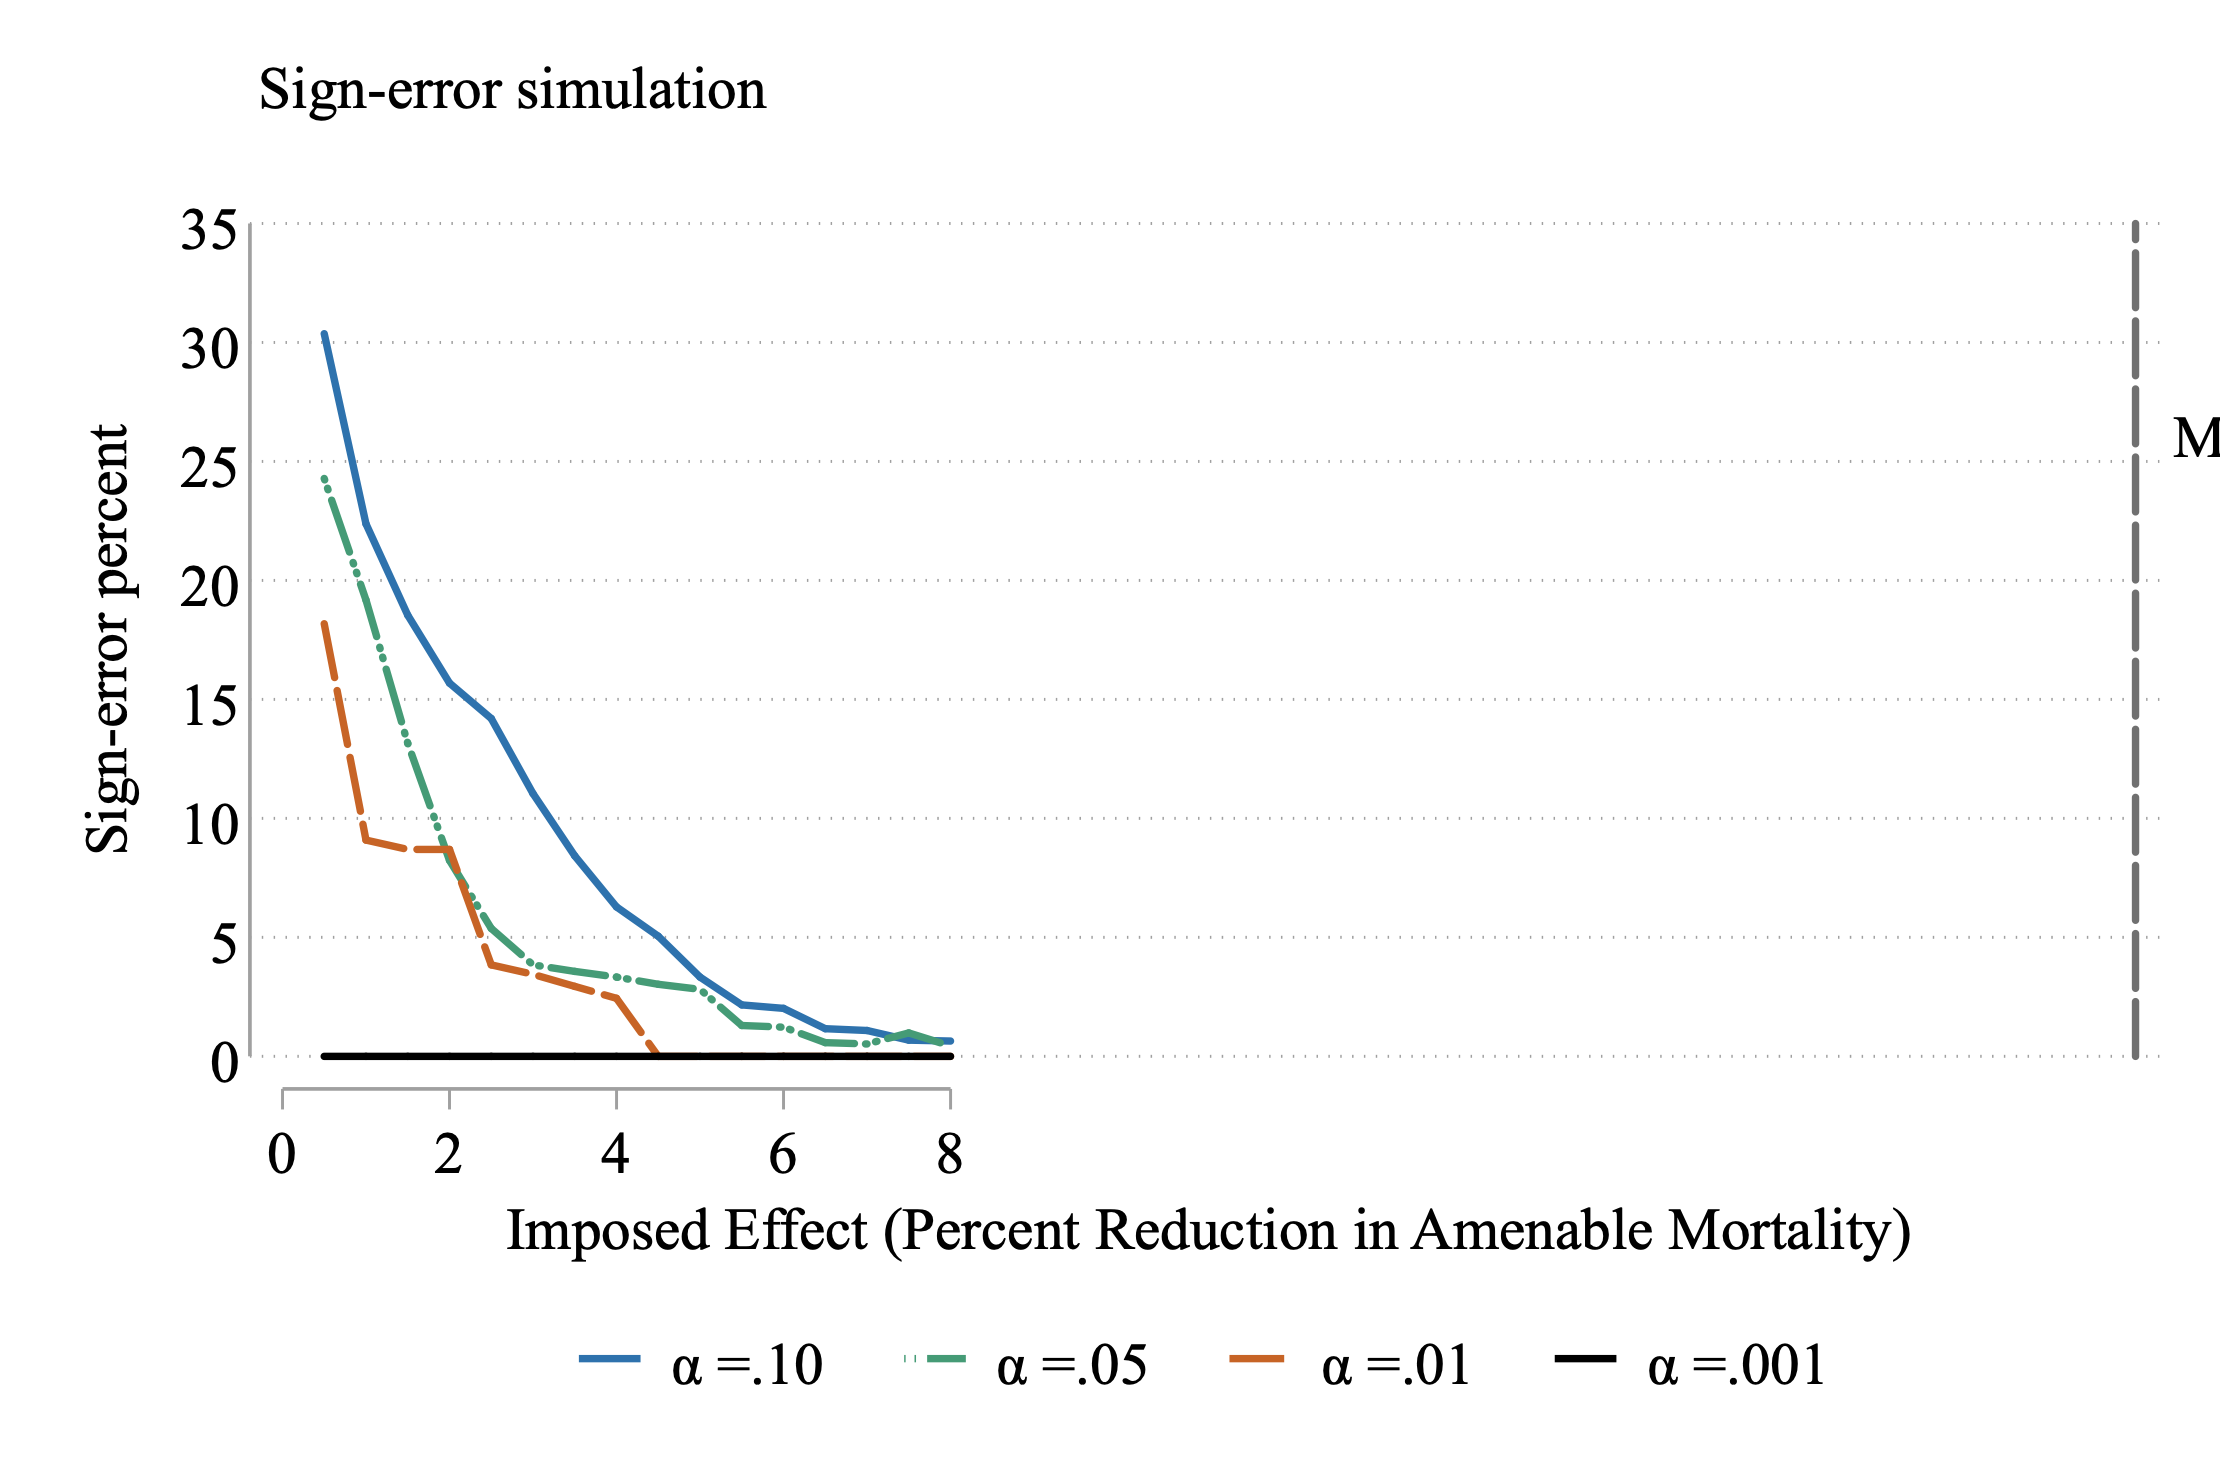 Sign-error simulation
Sign-error percent
35
30
25
20
15
10
5
0
M
0 2 4 6 8
Imposed Effect (Percent Reduction in Amenable Mortality)
α =.10 α =.05 α =.01 α =.001